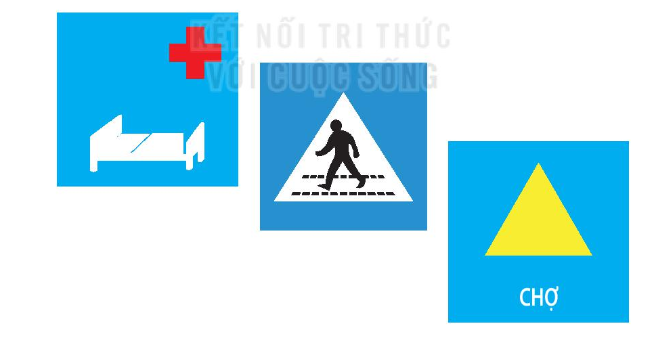 KẾT NỐI TRI THỨC
VỚI CUỘC SỐNG
CHỢ